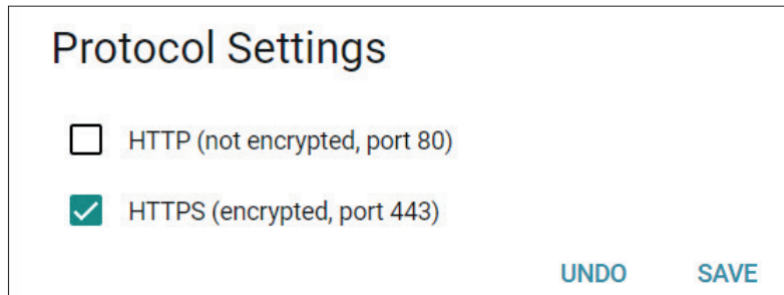 Protocol Settings
HTTP (not encrypted, port 80)
HTTPS (encrypted, port 443)
UNDO SAVE